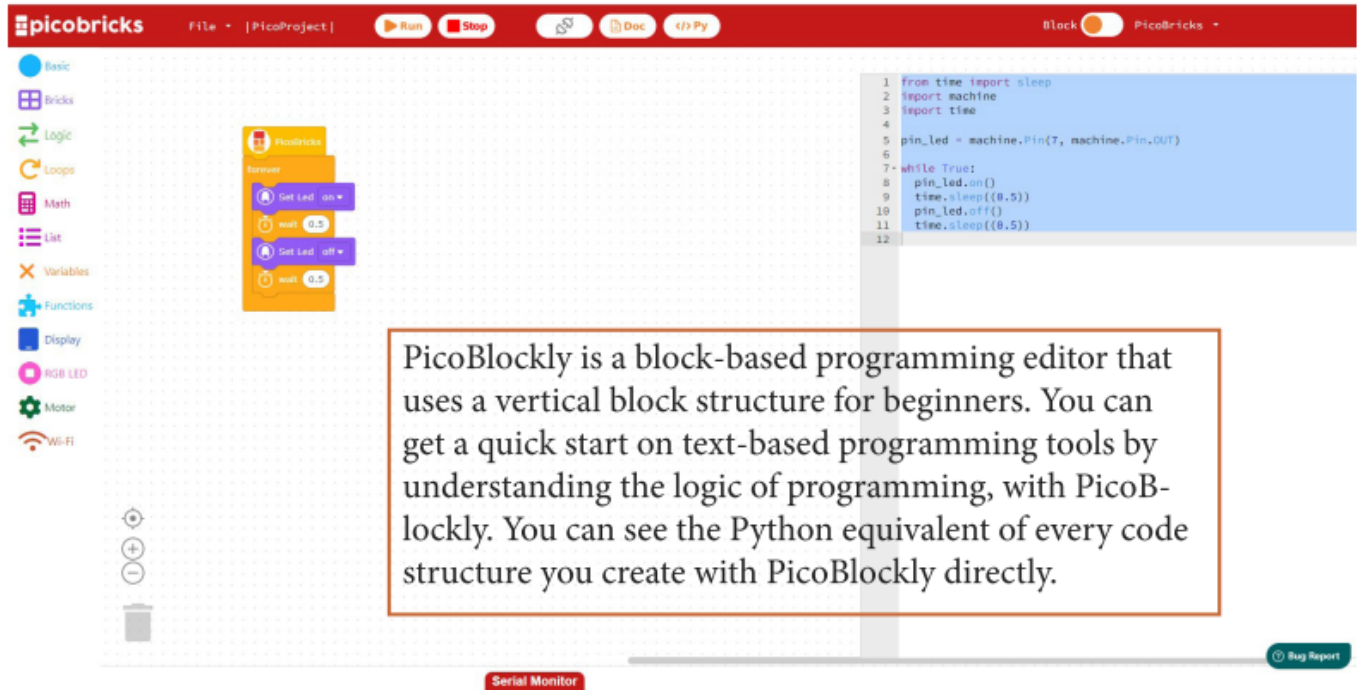 picobricks File |PicoProject| Run Stop Doc </> Py Block PicoBricks
Basic
Bricks
Logic
Loops
Math
List
Variables
Functions
Display
RGB LED
Motor
Wi-Fi
PicoBricks
forever
Set Led on
wait 0.5
Set Led off
wait 0.5
1 from time import sleep
2 import machine
3 import time
4
5 pin_led = machine.Pin(7, machine.Pin.OUT)
6
7 while True:
8 pin_led.on()
9 time.sleep((0.5))
10 pin_led.off()
11 time.sleep((0.5))
12
PicoBlockly is a block-based programming editor that
uses a vertical block structure for beginners. You can
get a quick start on text-based programming tools by
understanding the logic of programming, with PicoB-
lockly. You can see the Python equivalent of every code
structure you create with PicoBlockly directly.
Bug Report
Serial Monitor